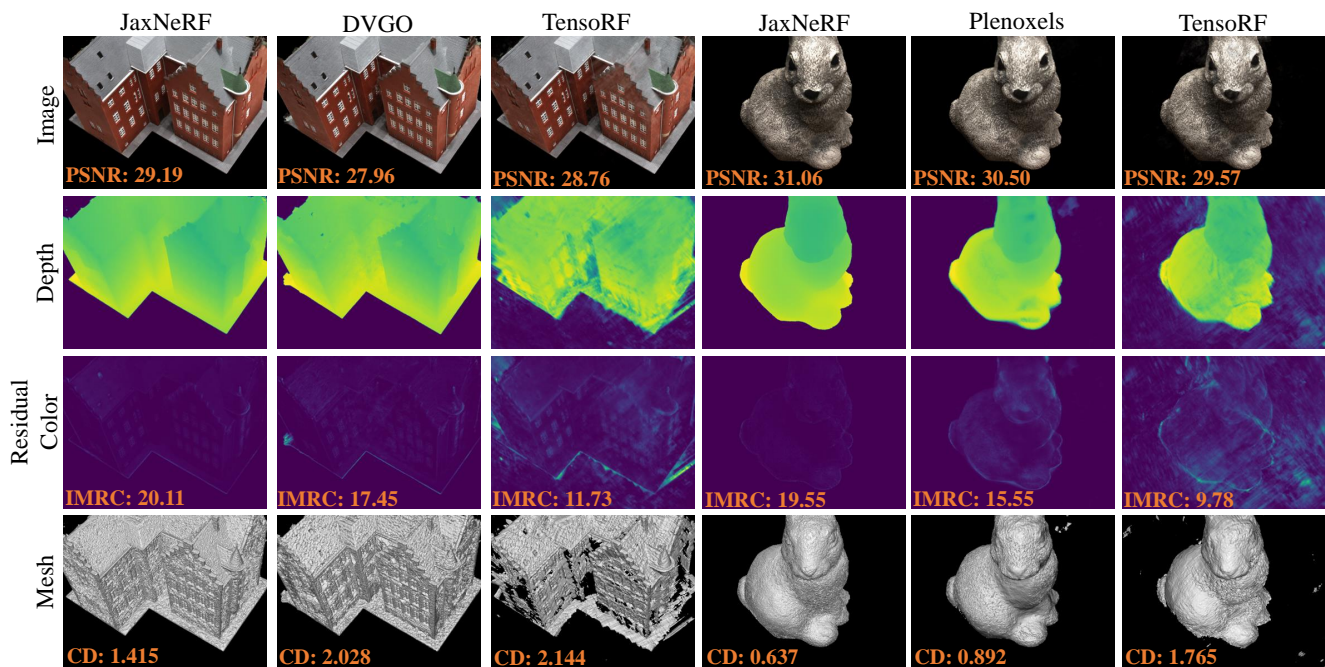 JaxNeRF DVGO TensoRF JaxNeRF Plenoxels TensoRF
Image
PSNR: 29.19 PSNR: 27.96 PSNR: 28.76 PSNR: 31.06 PSNR: 30.50 PSNR: 29.57
Depth
Residual
Color
IMRC: 20.11 IMRC: 17.45 IMRC: 11.73 IMRC: 19.55 IMRC: 15.55 IMRC: 9.78
Mesh
CD: 1.415 CD: 2.028 CD: 2.144 CD: 0.637 CD: 0.892 CD: 1.765